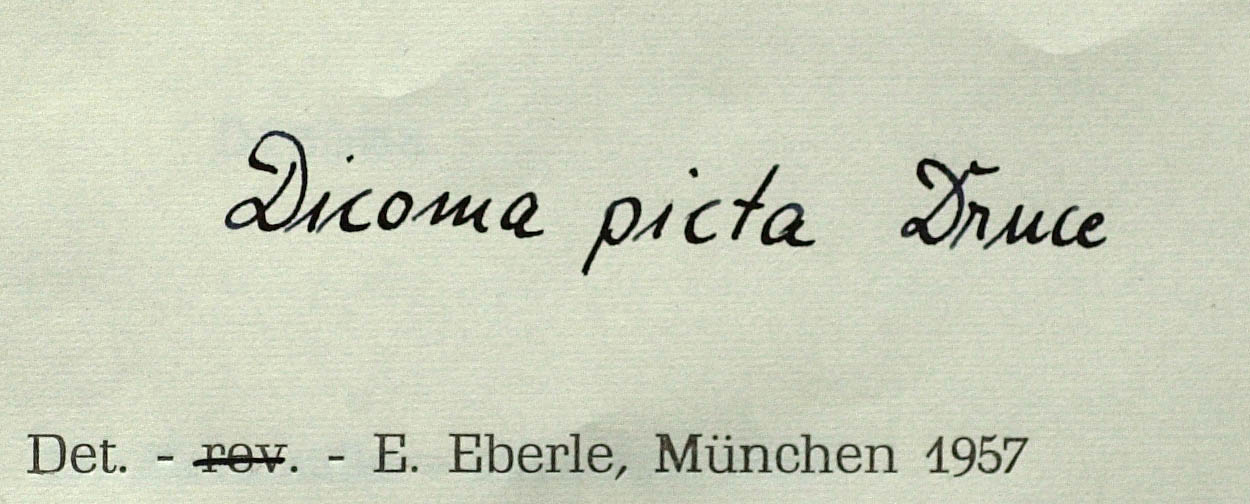 Dicoma picta Druce
Det. - rev. - E. Eberle, München 1957